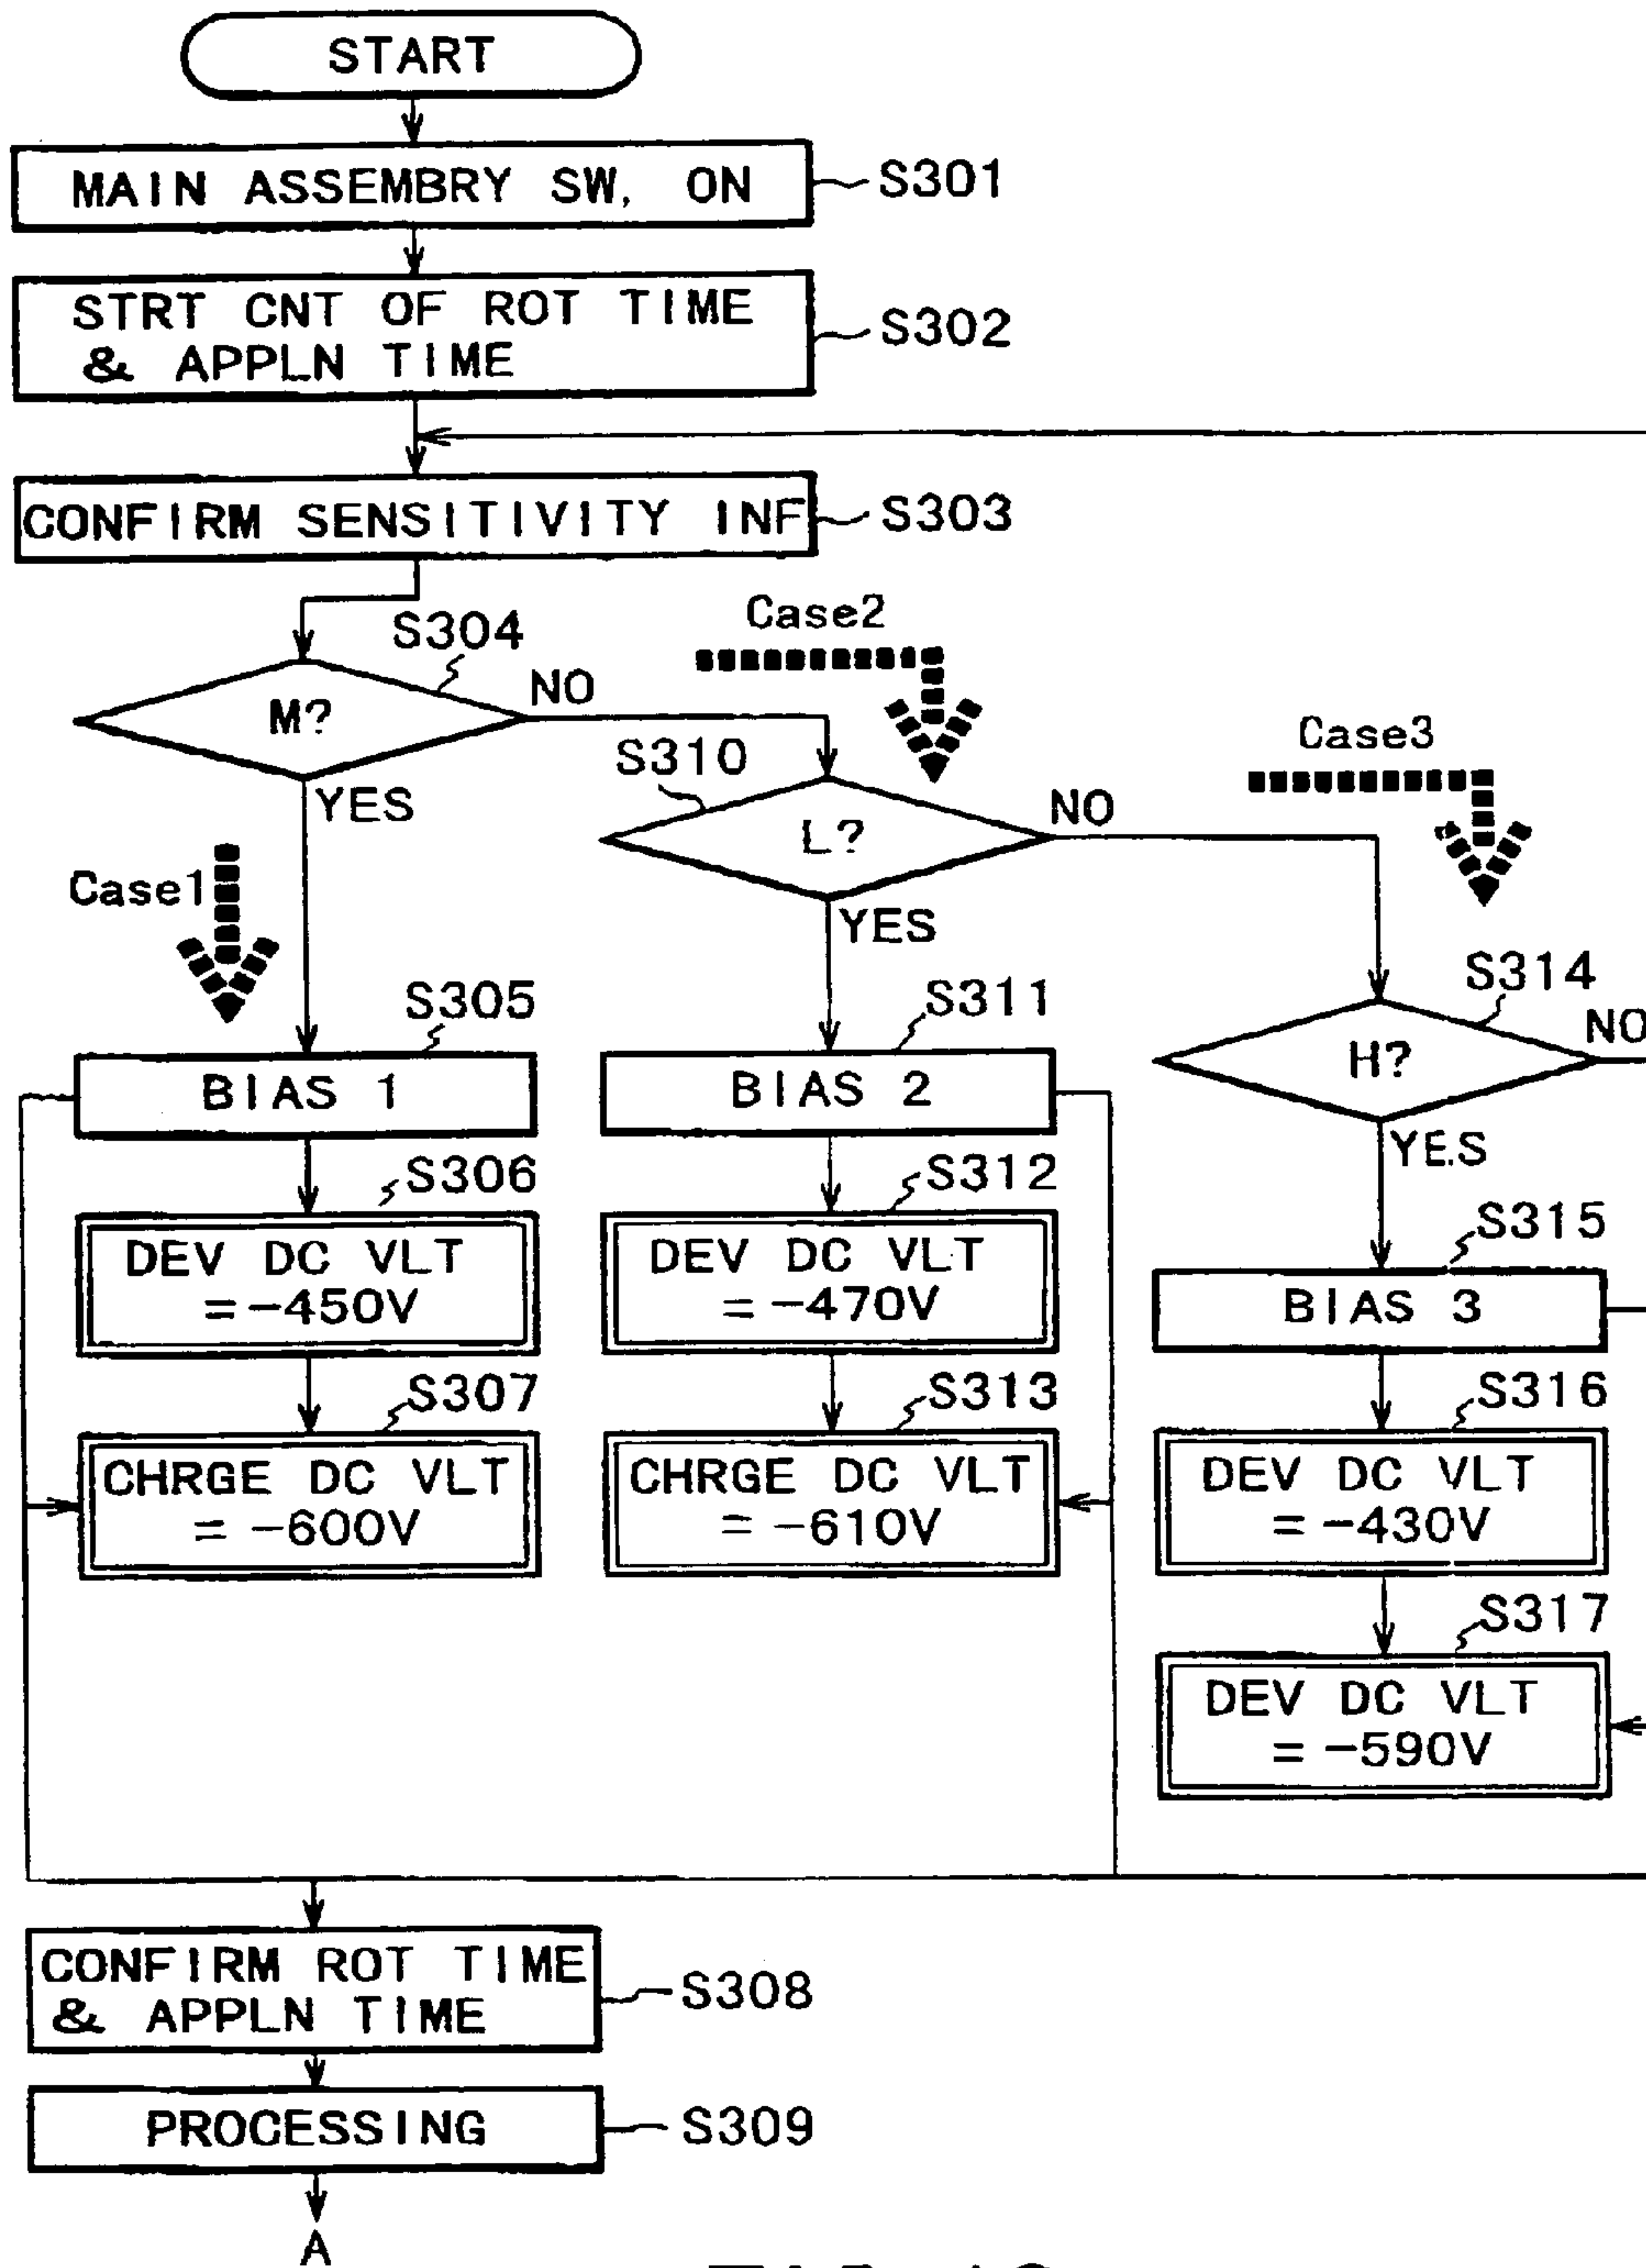 START
MAIN ASSEMBRY SW, ON
S301
STRT CNT OF ROT TIME
& APPLN TIME
S302
CONFIRM SENSITIVITY INF
S303
S304
M?
NO
YES
Case2
S310
L?
NO
YES
Case3
Case1
S314
H?
NO
YES
S305
BIAS 1
S311
BIAS 2
S306
DEV DC VLT
=-450V
S312
DEV DC VLT
=-470V
S315
BIAS 3
S307
CHRGE DC VLT
= -600V
S313
CHRGE DC VLT
= -610V
S316
DEV DC VLT
= -430V
S317
DEV DC VLT
= -590V
CONFIRM ROT TIME
& APPLN TIME
S308
PROCESSING
S309
A